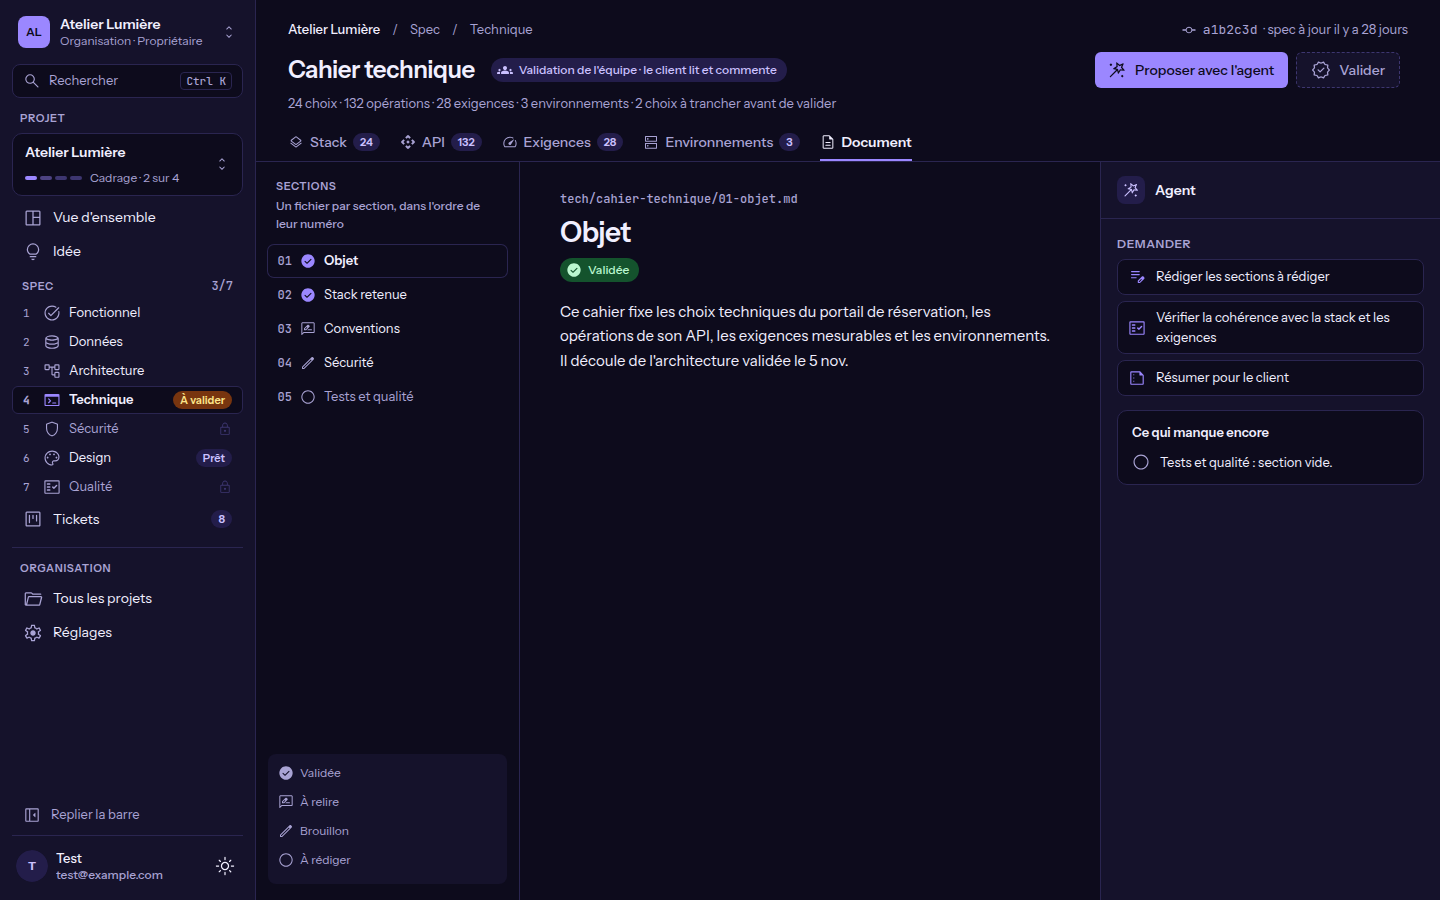 AL
Atelier Lumière
Organisation · Propriétaire
Rechercher
Ctrl K
PROJET
Atelier Lumière
Cadrage · 2 sur 4
Vue d'ensemble
Idée
SPEC 3/7
1 Fonctionnel
2 Données
3 Architecture
4 Technique À valider
5 Sécurité
6 Design Prêt
7 Qualité
Tickets 8
ORGANISATION
Tous les projets
Réglages
Replier la barre
T
Test
test@example.com
Atelier Lumière / Spec / Technique
a1b2c3d · spec à jour il y a 28 jours
Cahier technique
Validation de l'équipe · le client lit et commente
Proposer avec l'agent
Valider
24 choix · 132 opérations · 28 exigences · 3 environnements · 2 choix à trancher avant de valider
Stack 24
API 132
Exigences 28
Environnements 3
Document
SECTIONS
Un fichier par section, dans l'ordre de
leur numéro
01 Objet
02 Stack retenue
03 Conventions
04 Sécurité
05 Tests et qualité
Validée
À relire
Brouillon
À rédiger
tech/cahier-technique/01-objet.md
Objet
Validée
Ce cahier fixe les choix techniques du portail de réservation, les
opérations de son API, les exigences mesurables et les environnements.
Il découle de l'architecture validée le 5 nov.
Agent
DEMANDER
Rédiger les sections à rédiger
Vérifier la cohérence avec la stack et les
exigences
Résumer pour le client
Ce qui manque encore
Tests et qualité : section vide.